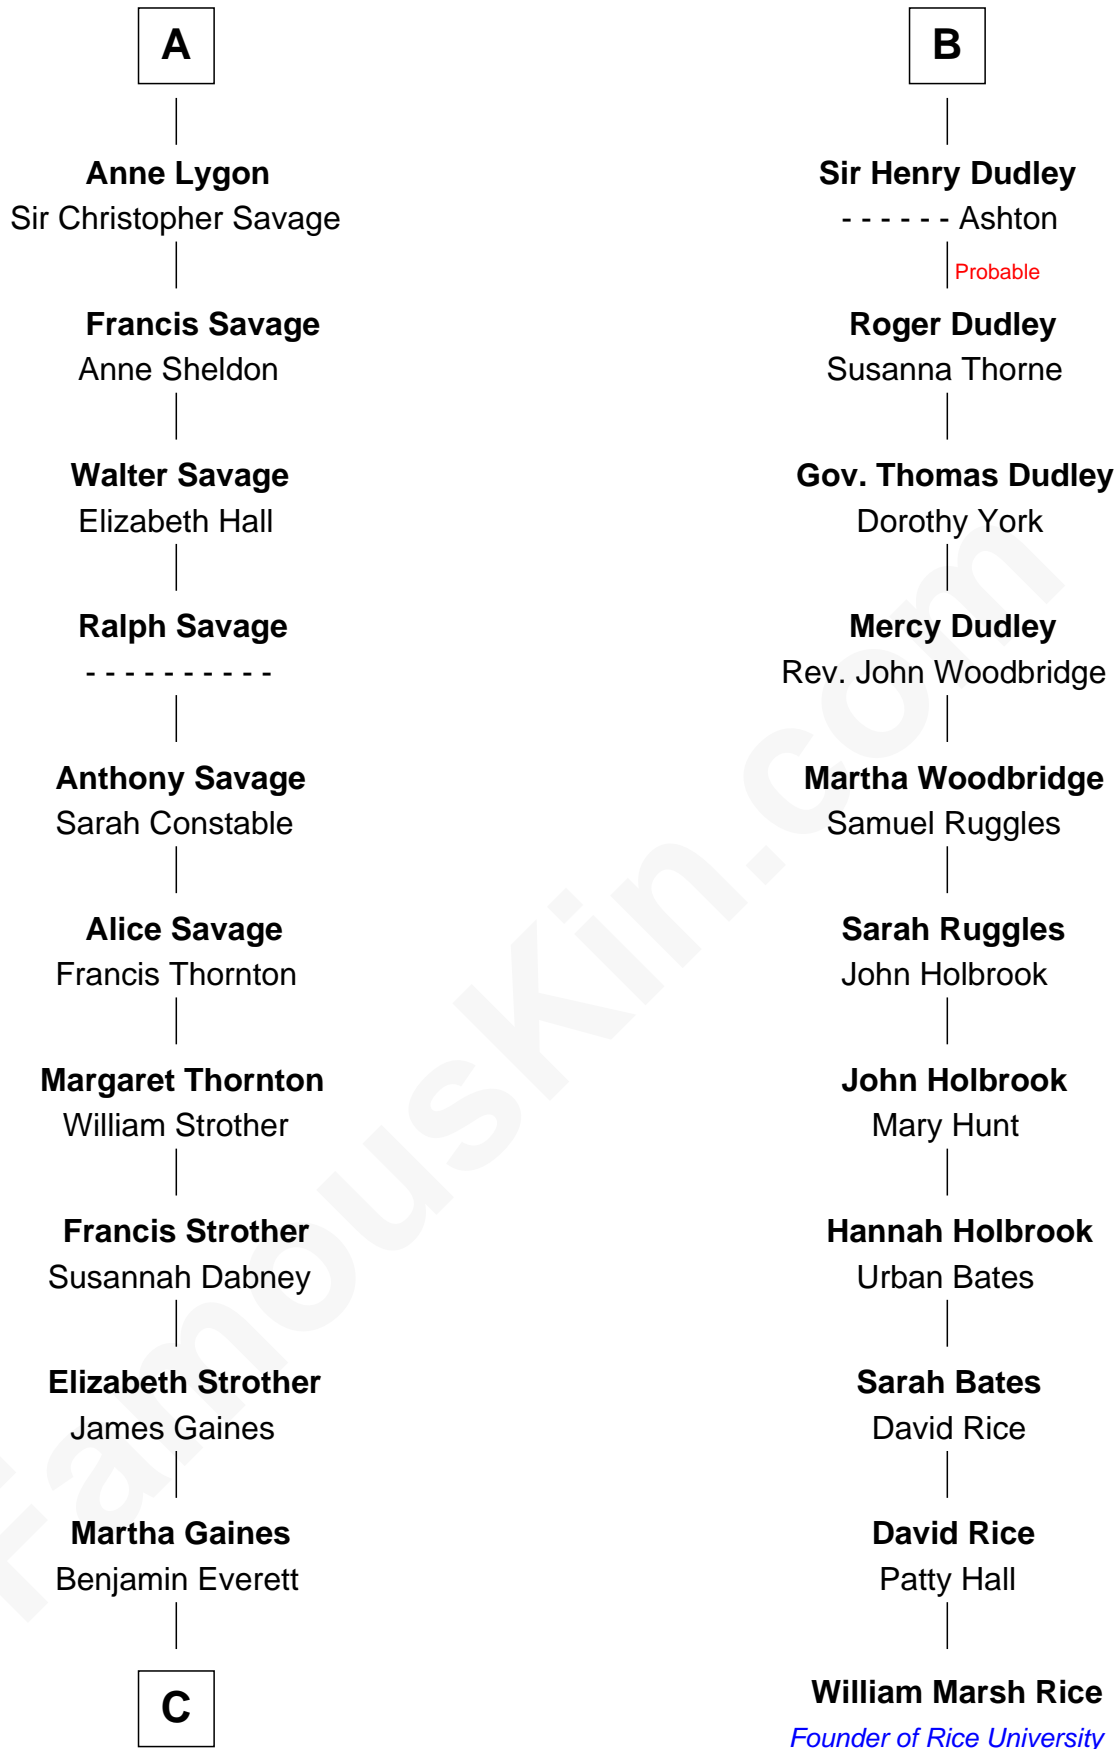 A
Anne Lygon
Sir Christopher Savage
Francis Savage
Anne Sheldon
Walter Savage
Elizabeth Hall
Ralph Savage
- - - - - - - - - -
Anthony Savage
Sarah Constable
Alice Savage
Francis Thornton
Margaret Thornton
William Strother
Francis Strother
Susannah Dabney
Elizabeth Strother
James Gaines
Martha Gaines
Benjamin Everett
C
B
Sir Henry Dudley
- - - - - - Ashton
Probable
Roger Dudley
Susanna Thorne
Gov. Thomas Dudley
Dorothy York
Mercy Dudley
Rev. John Woodbridge
Martha Woodbridge
Samuel Ruggles
Sarah Ruggles
John Holbrook
John Holbrook
Mary Hunt
Hannah Holbrook
Urban Bates
Sarah Bates
David Rice
David Rice
Patty Hall
William Marsh Rice
Founder of Rice University
FamousKin.com